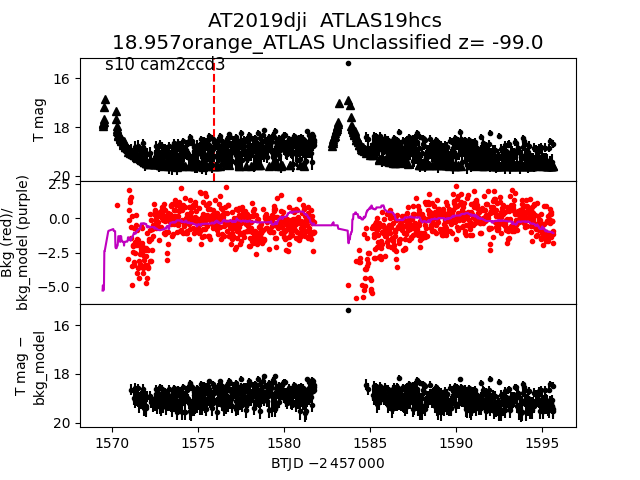 AT2019dji ATLAS19hcs
18.957orange_ATLAS Unclassified z= -99.0
s10 cam2ccd3
T mag
16
18
20
Bkg (red)/
bkg_model (purple)
2.5
0.0
−2.5
−5.0
T mag −
bkg_model
16
18
20
1570 1575 1580 1585 1590 1595
BTJD −2 457 000